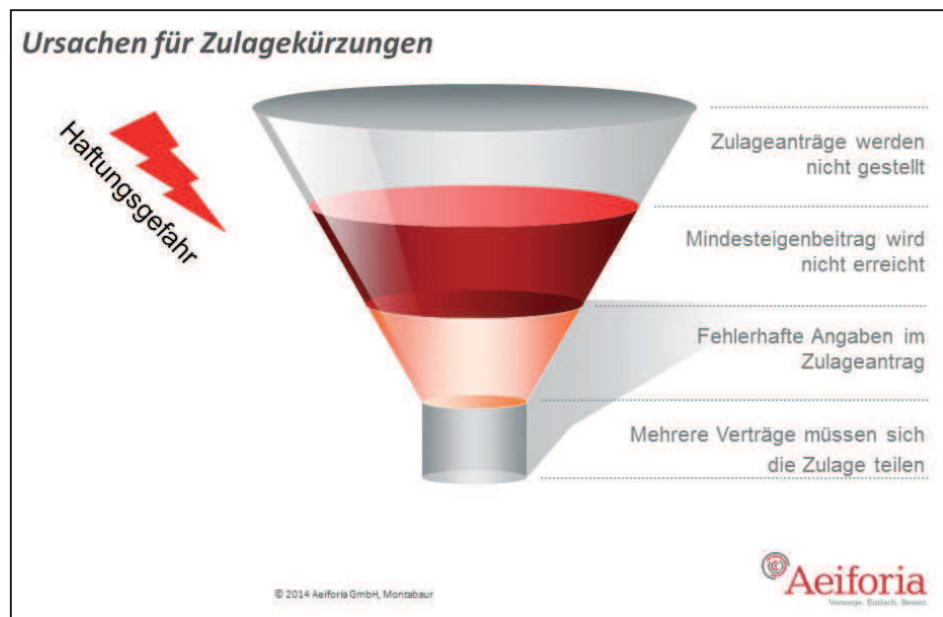 Ursachen für Zulagekürzungen
Haftungsgefahr
Zulageanträge werden
nicht gestellt
Mindesteigenbeitrag wird
nicht erreicht
Fehlerhafte Angaben im
Zulageantrag
Mehrere Verträge müssen sich
die Zulage teilen
© 2014 Aeiforia GmbH, Montabaur
Aeiforia
Vorsorge. Einfach. Besser.